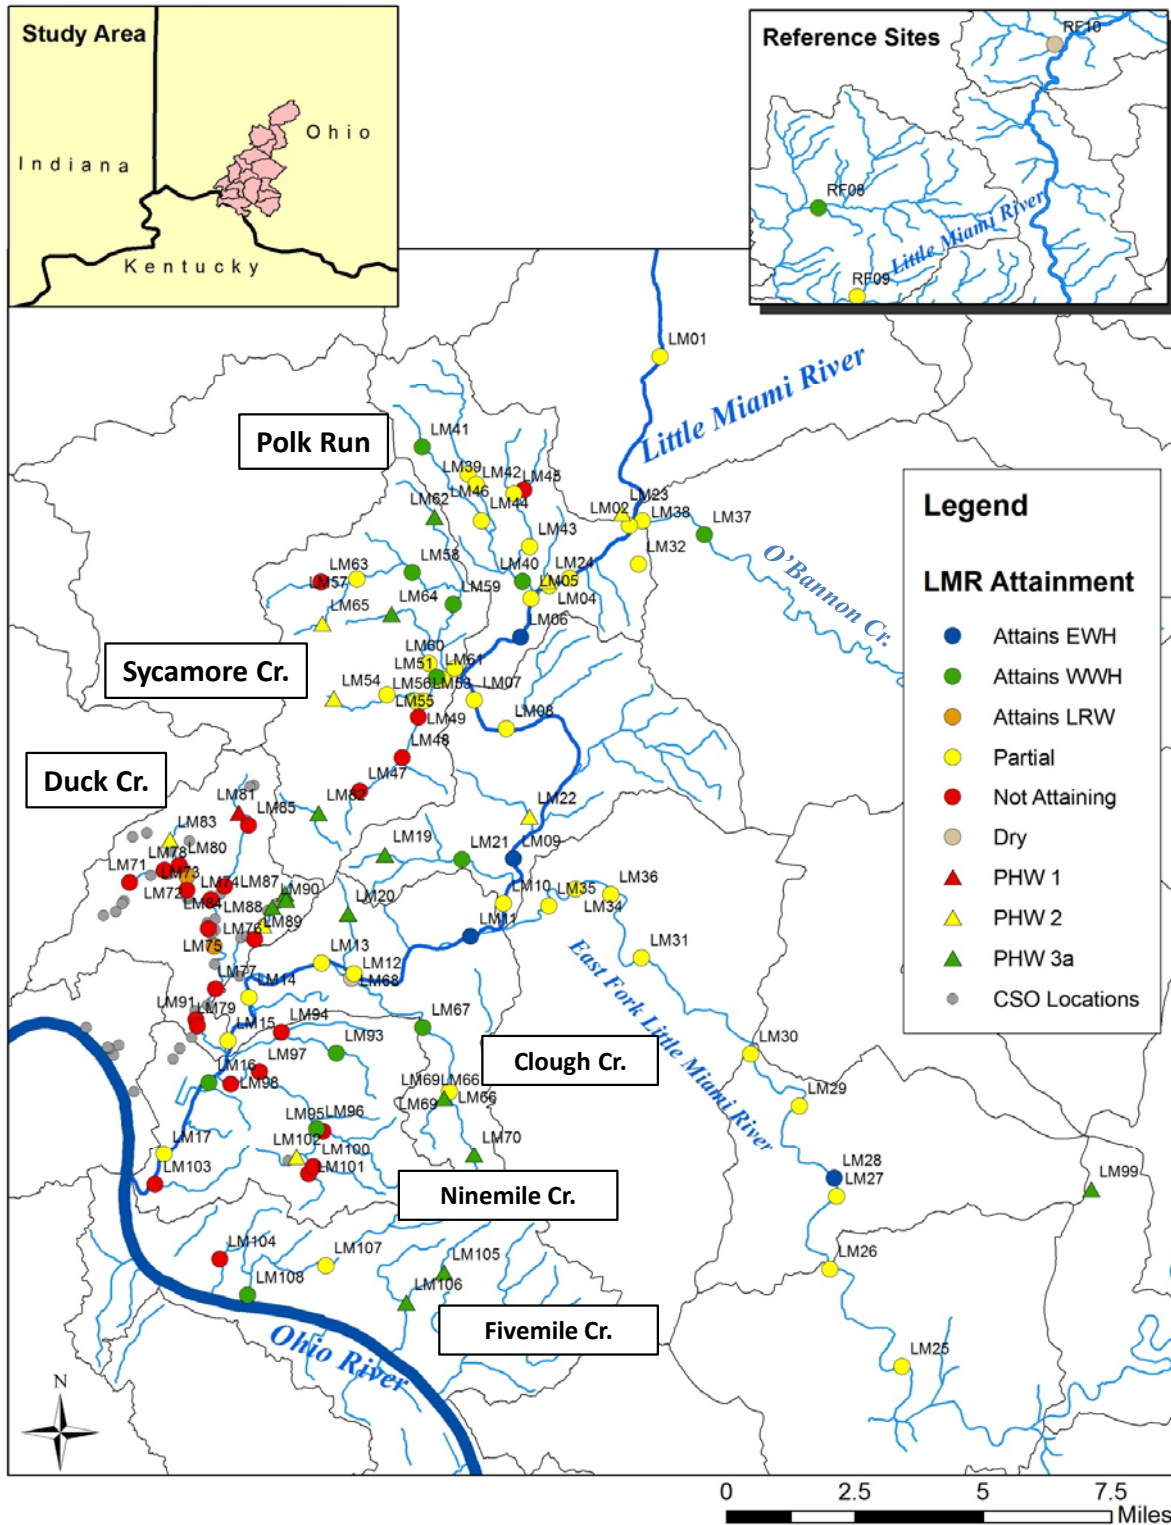 Study Area
Ohio
Indiana
Kentucky
Reference Sites
RF10
RF08
Little Miami River
RF09
LM01
Little Miami River
Polk Run
LM41
LM39
LM42
LM45
LM46
LM44
LM62
LM43
LM23
LM02
LM38
LM37
LM32
O'Bannon Cr.
LM63
LM57
LM58
LM40
LM24
LM05
LM04
LM59
LM65
LM64
LM06
Sycamore Cr.
LM60
LM51
LM61
LM54
LM56
LM53
LM55
LM07
LM49
LM08
LM48
Duck Cr.
LM47
LM81
LM85
LM82
LM22
LM83
LM80
LM78
LM71
LM73
LM72
LM74
LM87
LM84
LM88
LM90
LM89
LM76
LM75
LM19
LM21
LM09
LM20
LM10
LM11
LM35
LM36
LM34
LM31
East Fork Little Miami River
LM13
LM12
LM68
LM77
LM14
LM91
LM79
LM15
LM94
LM93
LM67
Clough Cr.
LM30
LM97
LM16
LM98
LM69
LM66
LM69
LM66
LM29
LM95
LM96
LM102
LM100
LM101
LM70
LM17
LM103
Ninemile Cr.
LM28
LM27
LM99
LM104
LM107
LM105
LM106
LM108
LM26
Fivemile Cr.
Ohio River
LM25
Legend
LMR Attainment
Attains EWH
Attains WWH
Attains LRW
Partial
Not Attaining
Dry
PHW 1
PHW 2
PHW 3a
CSO Locations
N
0 2.5 5 7.5
Miles